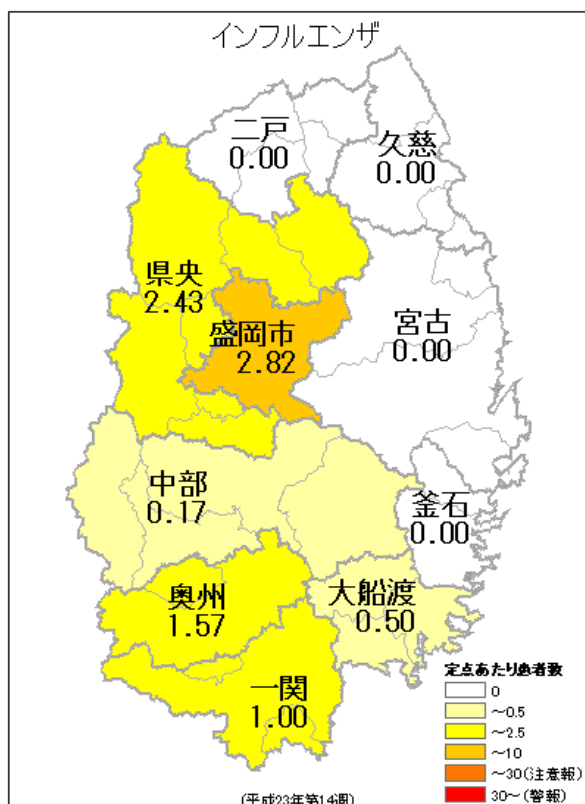 インフルエンザ
二戸
0.00
久慈
0.00
県央
2.43
盛岡市
2.82
宮古
0.00
中部
0.17
釜石
0.00
奥州
1.57
大船渡
0.50
一関
1.00
定点あたり患者数
0
～0.5
～2.5
～10
～30(注意報)
30～(警報)
(平成23年第14週)